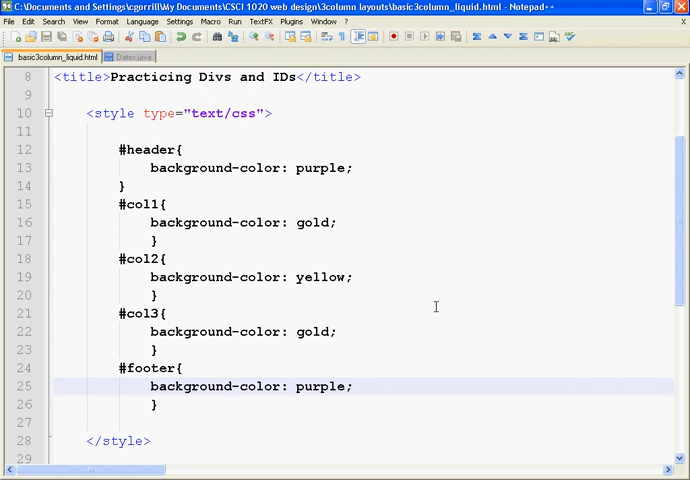 C:\Documents and Settings\cgorrill\My Documents\CSCI 1020 web design\3column layouts\basic3column_liquid.html - Notepad++
File Edit Search View Format Language Settings Macro Run TextFX Plugins Window ? X
basic3column_liquid.html Dates.java
8 <title>Practicing Divs and IDs</title>
9
10 <style type="text/css">
11
12 #header{
13 background-color: purple;
14 }
15 #col1{
16 background-color: gold;
17 }
18 #col2{
19 background-color: yellow;
20 }
21 #col3{
22 background-color: gold;
23 }
24 #footer{
25 background-color: purple;
26 }
27
28 </style>
29